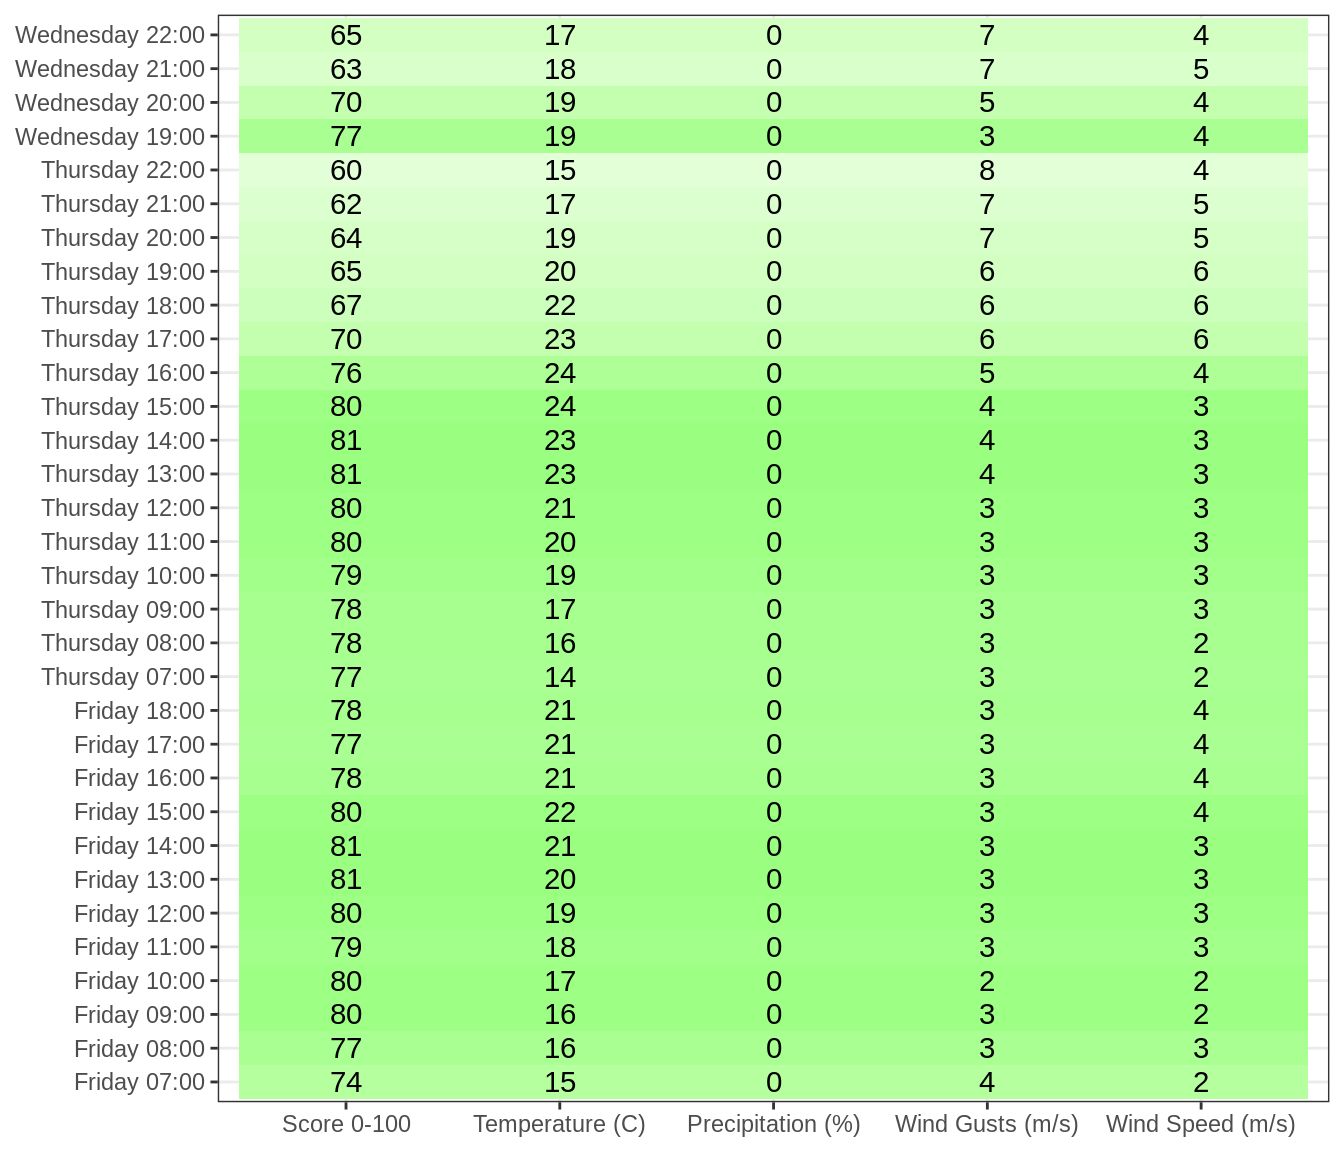 Wednesday 22:00 65 17 0 7 4
Wednesday 21:00 63 18 0 7 5
Wednesday 20:00 70 19 0 5 4
Wednesday 19:00 77 19 0 3 4
Thursday 22:00 60 15 0 8 4
Thursday 21:00 62 17 0 7 5
Thursday 20:00 64 19 0 7 5
Thursday 19:00 65 20 0 6 6
Thursday 18:00 67 22 0 6 6
Thursday 17:00 70 23 0 6 6
Thursday 16:00 76 24 0 5 4
Thursday 15:00 80 24 0 4 3
Thursday 14:00 81 23 0 4 3
Thursday 13:00 81 23 0 4 3
Thursday 12:00 80 21 0 3 3
Thursday 11:00 80 20 0 3 3
Thursday 10:00 79 19 0 3 3
Thursday 09:00 78 17 0 3 3
Thursday 08:00 78 16 0 3 2
Thursday 07:00 77 14 0 3 2
Friday 18:00 78 21 0 3 4
Friday 17:00 77 21 0 3 4
Friday 16:00 78 21 0 3 4
Friday 15:00 80 22 0 3 4
Friday 14:00 81 21 0 3 3
Friday 13:00 81 20 0 3 3
Friday 12:00 80 19 0 3 3
Friday 11:00 79 18 0 3 3
Friday 10:00 80 17 0 2 2
Friday 09:00 80 16 0 3 2
Friday 08:00 77 16 0 3 3
Friday 07:00 74 15 0 4 2
Score 0-100 Temperature (C) Precipitation (%) Wind Gusts (m/s) Wind Speed (m/s)